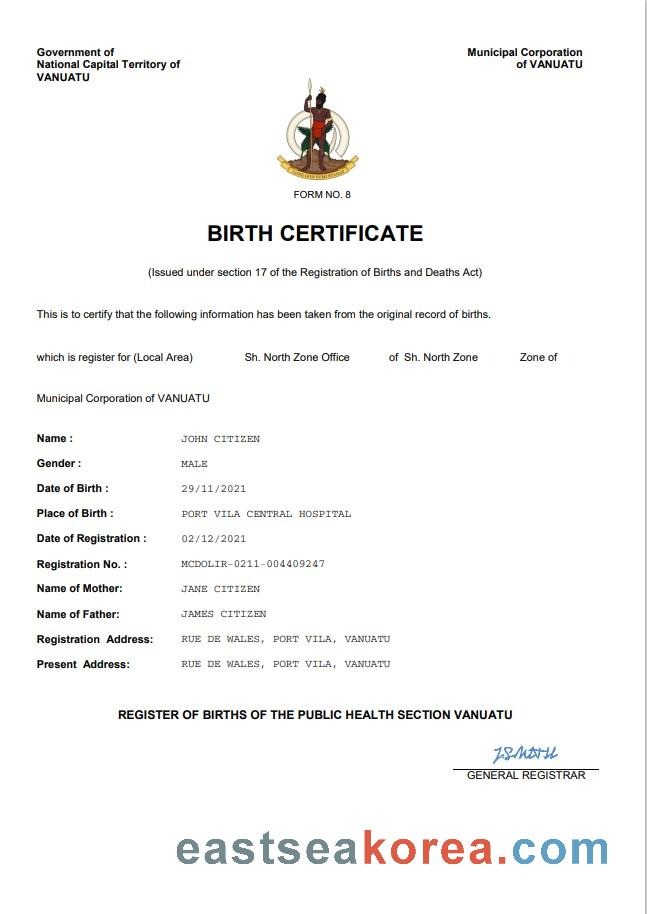 Government of
National Capital Territory of
VANUATU
Municipal Corporation
of VANUATU
FORM NO. 8
BIRTH CERTIFICATE
(Issued under section 17 of the Registration of Births and Deaths Act)
This is to certify that the following information has been taken from the original record of births.
which is register for (Local Area) Sh. North Zone Office of Sh. North Zone Zone of
Municipal Corporation of VANUATU
Name : JOHN CITIZEN
Gender : MALE
Date of Birth : 29/11/2021
Place of Birth : PORT VILA CENTRAL HOSPITAL
Date of Registration : 02/12/2021
Registration No. : MCDOLIR-0211-004409247
Name of Mother: JANE CITIZEN
Name of Father: JAMES CITIZEN
Registration Address: RUE DE WALES, PORT VILA, VANUATU
Present Address: RUE DE WALES, PORT VILA, VANUATU
REGISTER OF BIRTHS OF THE PUBLIC HEALTH SECTION VANUATU
GENERAL REGISTRAR
eastseakorea.com